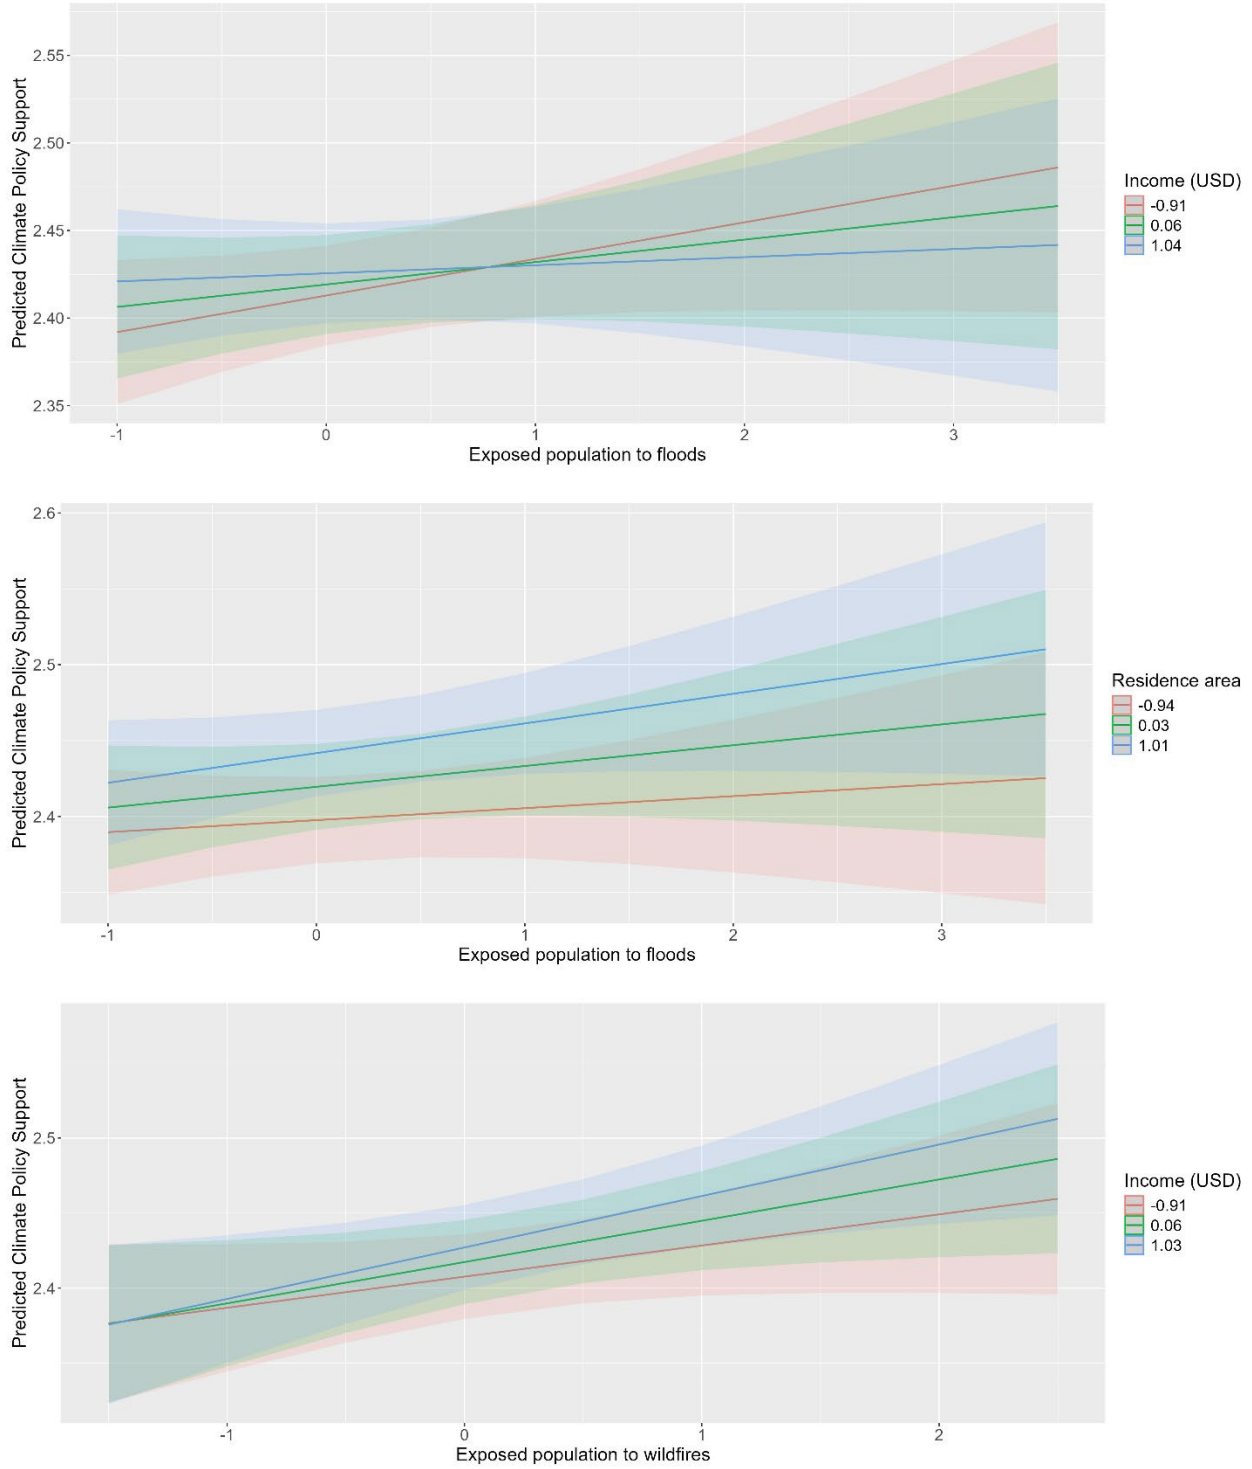 Predicted Climate Policy Support
2.55
2.50
2.45
2.40
2.35
-1 0 1 2 3
Exposed population to floods
Income (USD)
-0.91
0.06
1.04
Predicted Climate Policy Support
2.6
2.5
2.4
-1 0 1 2 3
Exposed population to floods
Residence area
-0.94
0.03
1.01
Predicted Climate Policy Support
2.5
2.4
-1 0 1 2
Exposed population to wildfires
Income (USD)
-0.91
0.06
1.03